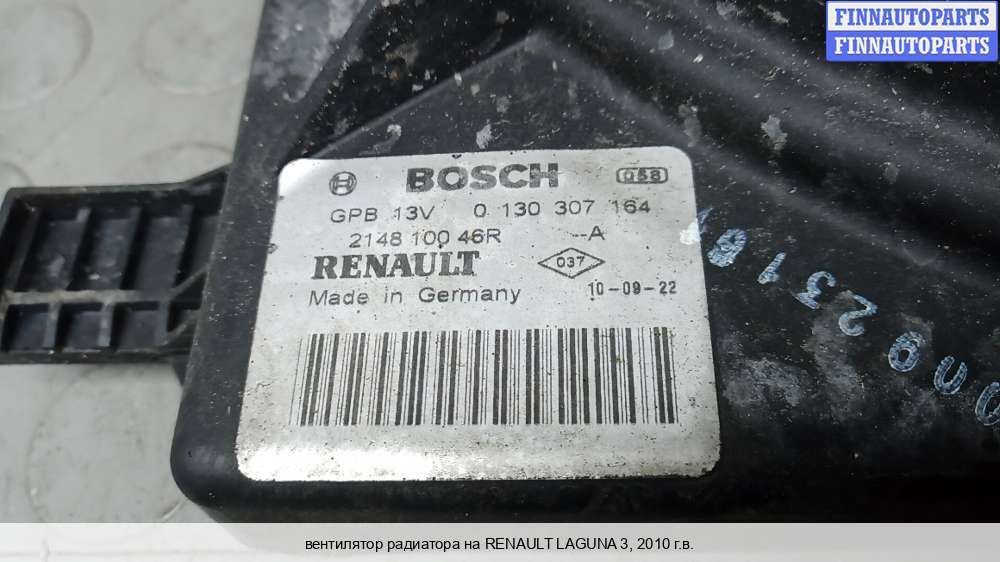 FINNAUTOPARTS
FINNAUTOPARTS
BOSCH
GPB 13V 0 130 307 164
2148 100 46R --A
RENAULT 037
Made in Germany 10-09-22
вентилятор радиатора на RENAULT LAGUNA 3, 2010 г.в.